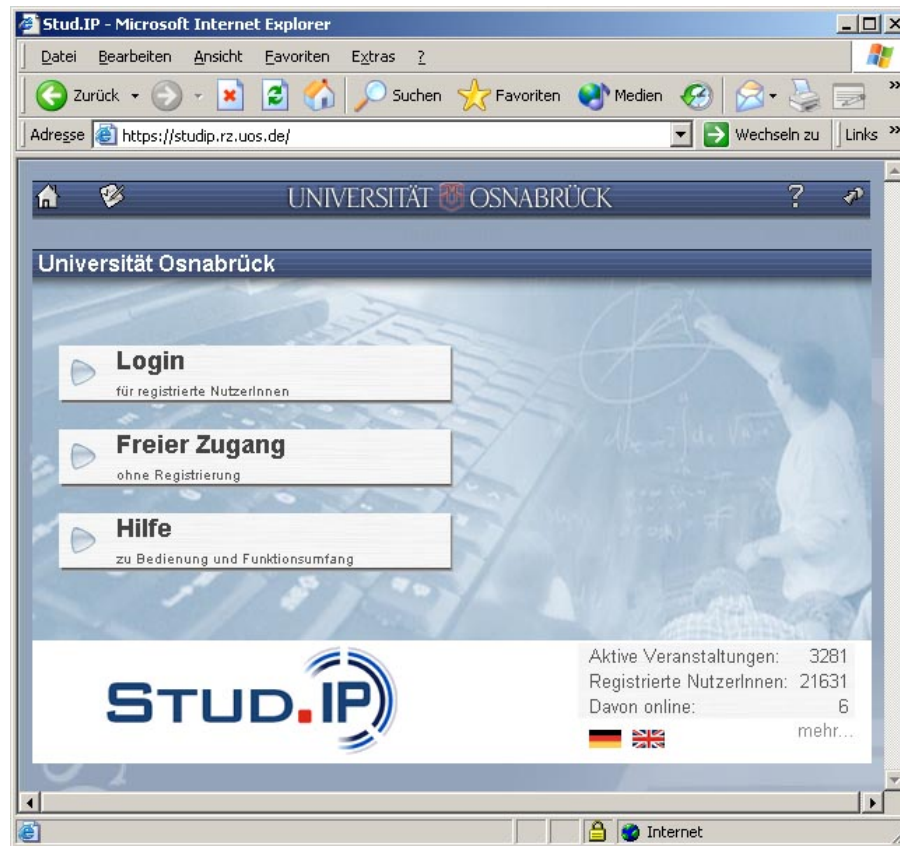 Stud.IP - Microsoft Internet Explorer
Datei Bearbeiten Ansicht Favoriten Extras ?
Zurück Suchen Favoriten Medien »
Adresse https://studip.rz.uos.de/ Wechseln zu Links »
UNIVERSITÄT OSNABRÜCK ?
Universität Osnabrück
Login
für registrierte NutzerInnen
Freier Zugang
ohne Registrierung
Hilfe
zu Bedienung und Funktionsumfang
STUD.IP
Aktive Veranstaltungen: 3281
Registrierte NutzerInnen: 21631
Davon online: 6
mehr...
Internet